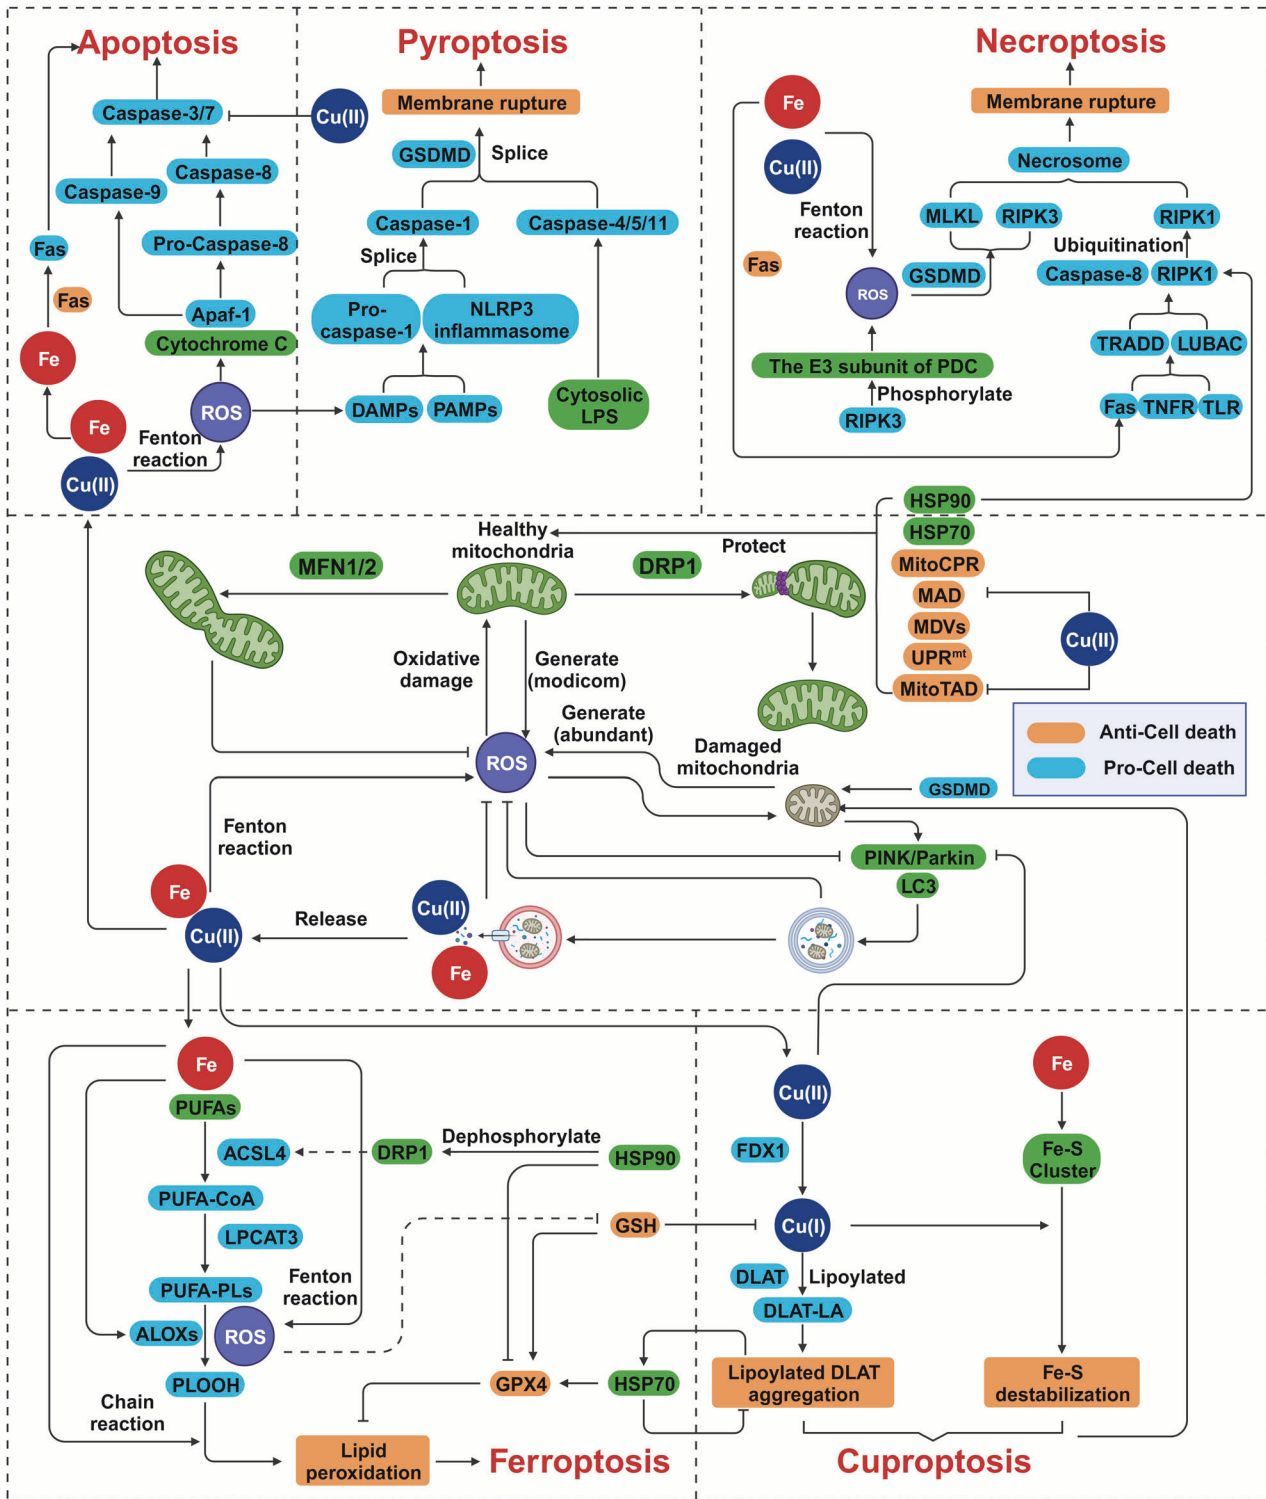 Apoptosis
Caspase-3/7
Caspase-8
Caspase-9
Pro-Caspase-8
Fas
Fas
Apaf-1
Cytochrome C
Fe
ROS
Fe
Fenton
reaction
Cu(II)
Pyroptosis
Membrane rupture
Cu(II)
GSDMD
Splice
Caspase-1
Caspase-4/5/11
Splice
Pro-
caspase-1
NLRP3
inflammasome
DAMPs
PAMPs
Cytosolic
LPS
Necroptosis
Fe
Membrane rupture
Cu(II)
Necrosome
Fenton
reaction
MLKL
RIPK3
RIPK1
Ubiquitination
Fas
GSDMD
Caspase-8
RIPK1
ROS
TRADD
LUBAC
The E3 subunit of PDC
Phosphorylate
RIPK3
Fas
TNFR
TLR
HSP90
HSP70
MitoCPR
MAD
MDVs
UPRmt
MitoTAD
Cu(II)
Healthy
mitochondria
MFN1/2
DRP1
Protect
Oxidative
damage
Generate
(modicom)
Generate
(abundant)
ROS
Damaged
mitochondria
GSDMD
Anti-Cell death
Pro-Cell death
Fenton
reaction
PINK/Parkin
LC3
Fe
Cu(II)
Release
Cu(II)
Fe
Fe
PUFAs
ACSL4
DRP1
Dephosphorylate
HSP90
PUFA-CoA
LPCAT3
GSH
PUFA-PLs
Fenton
reaction
ALOXs
ROS
PLOOH
GPX4
HSP70
Chain
reaction
Lipid
peroxidation
Ferroptosis
Cu(II)
Fe
FDX1
Fe-S
Cluster
Cu(I)
DLAT
Lipoylated
DLAT-LA
Lipoylated DLAT
aggregation
Fe-S
destabilization
Cuproptosis